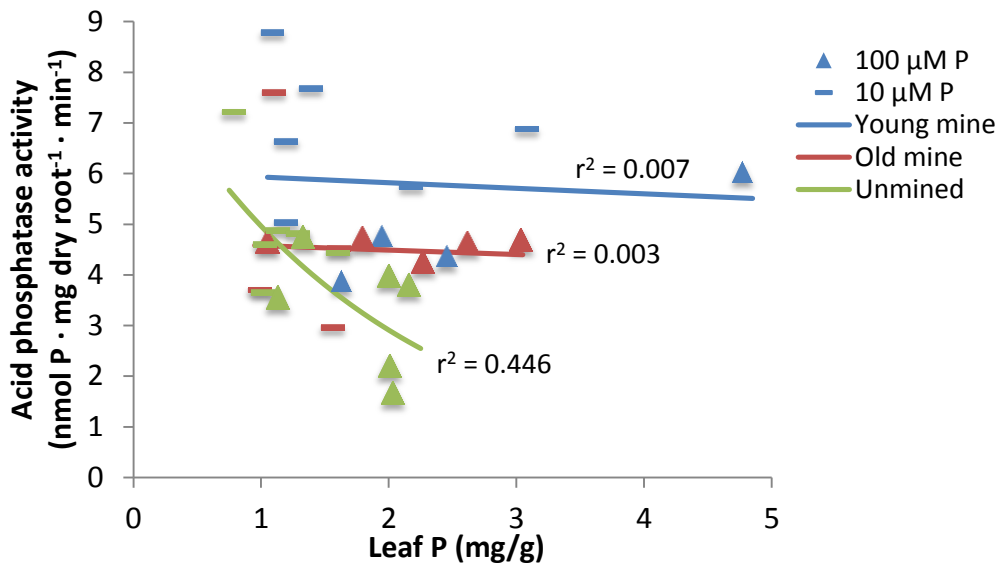 Acid phosphatase activity
(nmol P · mg dry root⁻¹ · min⁻¹)
9
8
7
6
5
4
3
2
1
0
0 1 2 3 4 5
Leaf P (mg/g)
r² = 0.007
r² = 0.003
r² = 0.446
100 µM P
10 µM P
Young mine
Old mine
Unmined